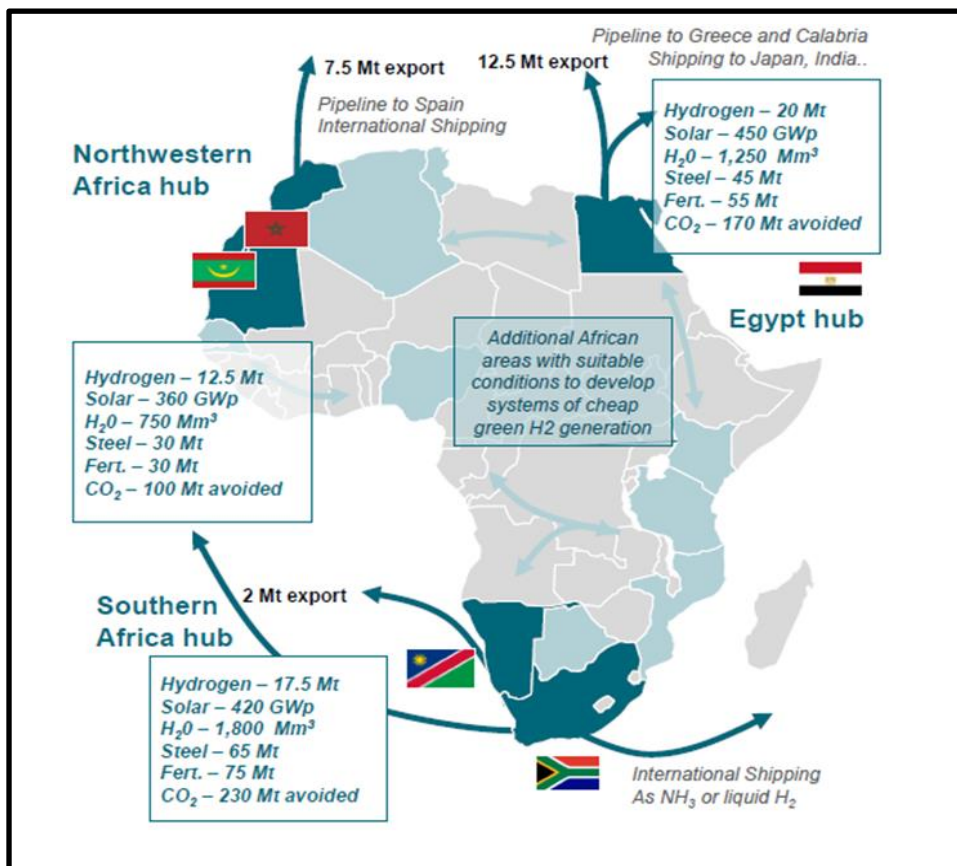 Pipeline to Greece and Calabria
Shipping to Japan, India..
7.5 Mt export
12.5 Mt export
Pipeline to Spain
International Shipping
Hydrogen – 20 Mt
Solar – 450 GWp
H₂0 – 1,250 Mm³
Steel – 45 Mt
Fert. – 55 Mt
CO₂ – 170 Mt avoided
Northwestern
Africa hub
Egypt hub
Additional African
areas with suitable
conditions to develop
systems of cheap
green H2 generation
Hydrogen – 12.5 Mt
Solar – 360 GWp
H₂0 – 750 Mm³
Steel – 30 Mt
Fert. – 30 Mt
CO₂ – 100 Mt avoided
2 Mt export
Southern
Africa hub
Hydrogen – 17.5 Mt
Solar – 420 GWp
H₂0 – 1,800 Mm³
Steel – 65 Mt
Fert. – 75 Mt
CO₂ – 230 Mt avoided
International Shipping
As NH₃ or liquid H₂